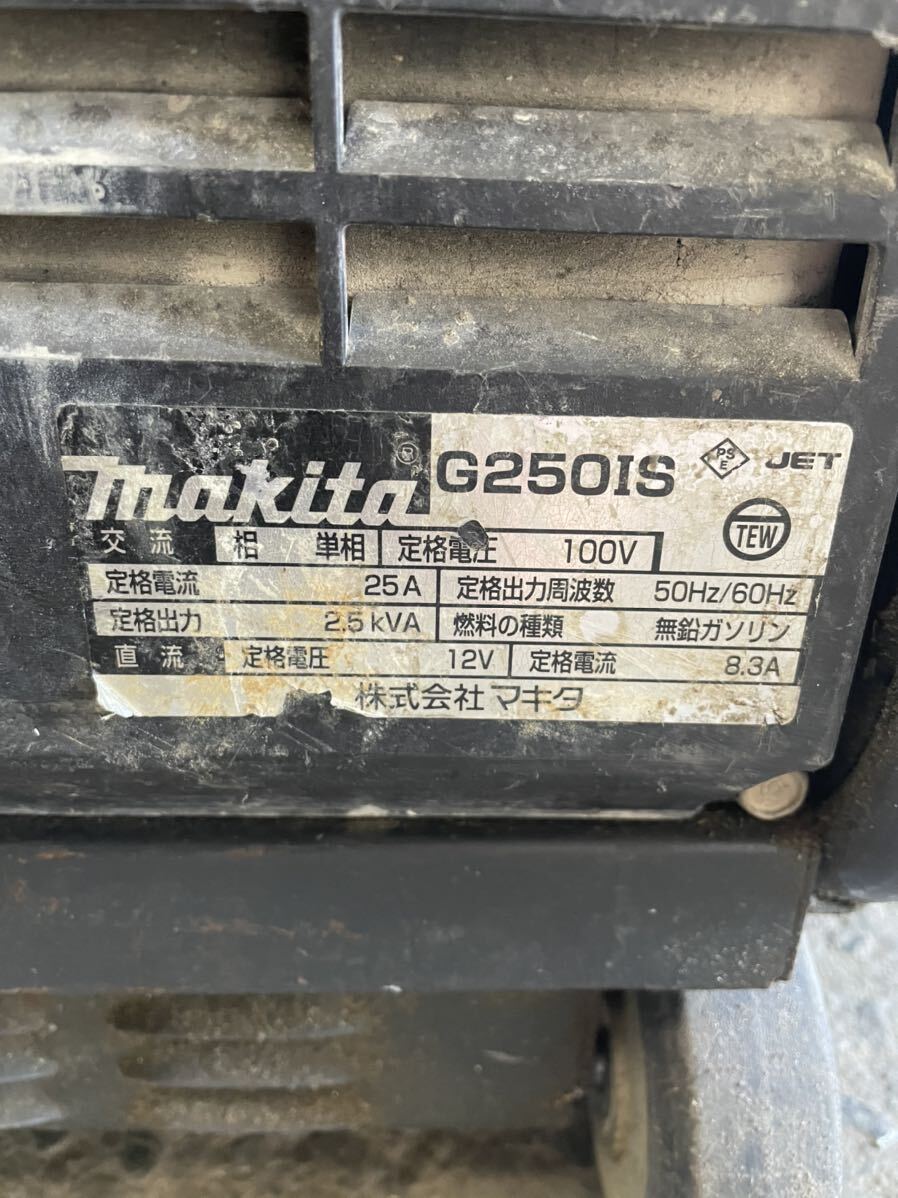 makita® G250IS PSE JET
TEW
交流 相 単相 定格電圧 100V
定格電流 25A 定格出力周波数 50Hz/60Hz
定格出力 2.5kVA 燃料の種類 無鉛ガソリン
直流 定格電圧 12V 定格電流 8.3A
株式会社マキタ